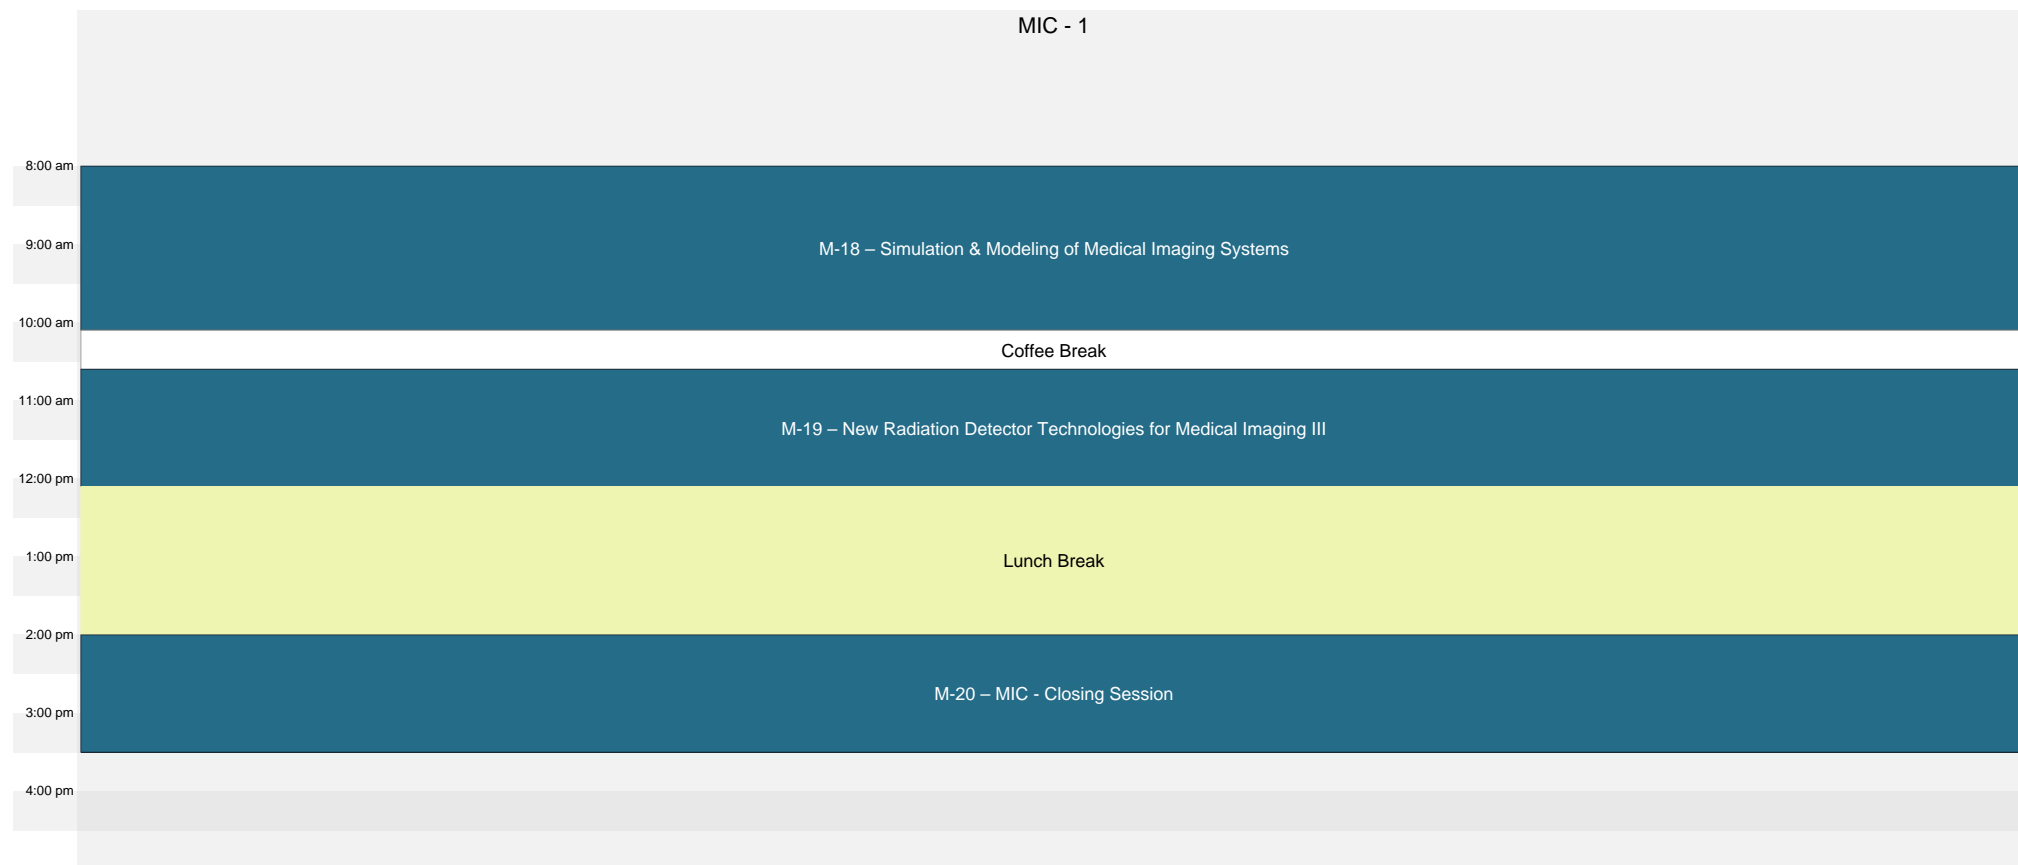 MIC - 1
8:00 am
9:00 am
M-18 – Simulation & Modeling of Medical Imaging Systems
10:00 am
Coffee Break
11:00 am
M-19 – New Radiation Detector Technologies for Medical Imaging III
12:00 pm
1:00 pm
Lunch Break
2:00 pm
M-20 – MIC - Closing Session
3:00 pm
4:00 pm